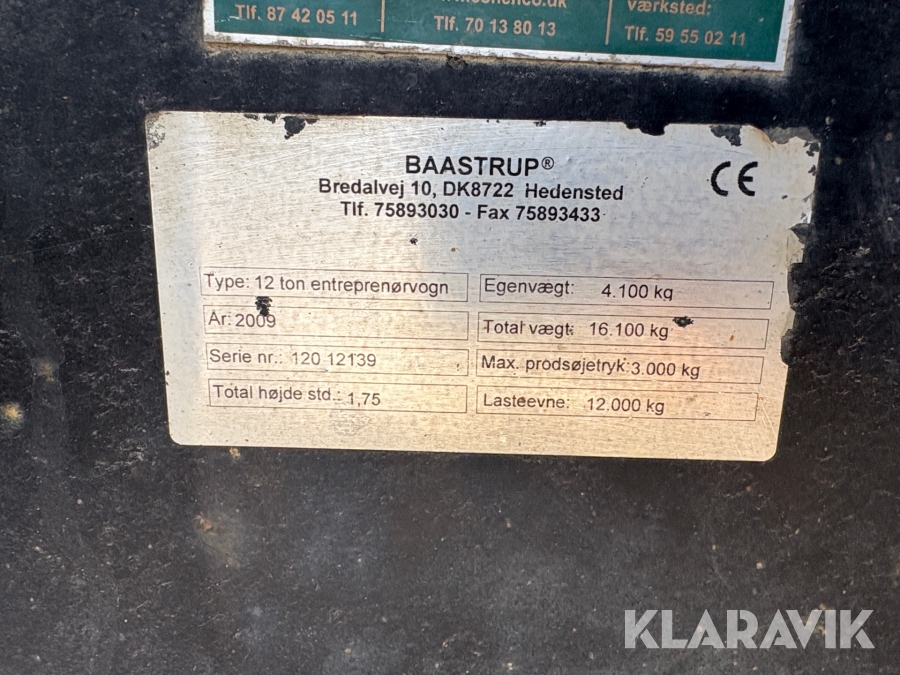 Tlf. 87 42 05 11
Tlf. 70 13 80 13
værksted:
Tlf. 59 55 02 11
BAASTRUP®
Bredalvej 10, DK8722 Hedensted
Tlf. 75893030 - Fax 75893433
CE
Type: 12 ton entreprenørvogn
År: 2009
Serie nr.: 120 12139
Total højde std.: 1,75
Egenvægt: 4.100 kg
Total vægt: 16.100 kg
Max. prodsøjetryk: 3.000 kg
Lasteevne: 12.000 kg
KLARAVIK